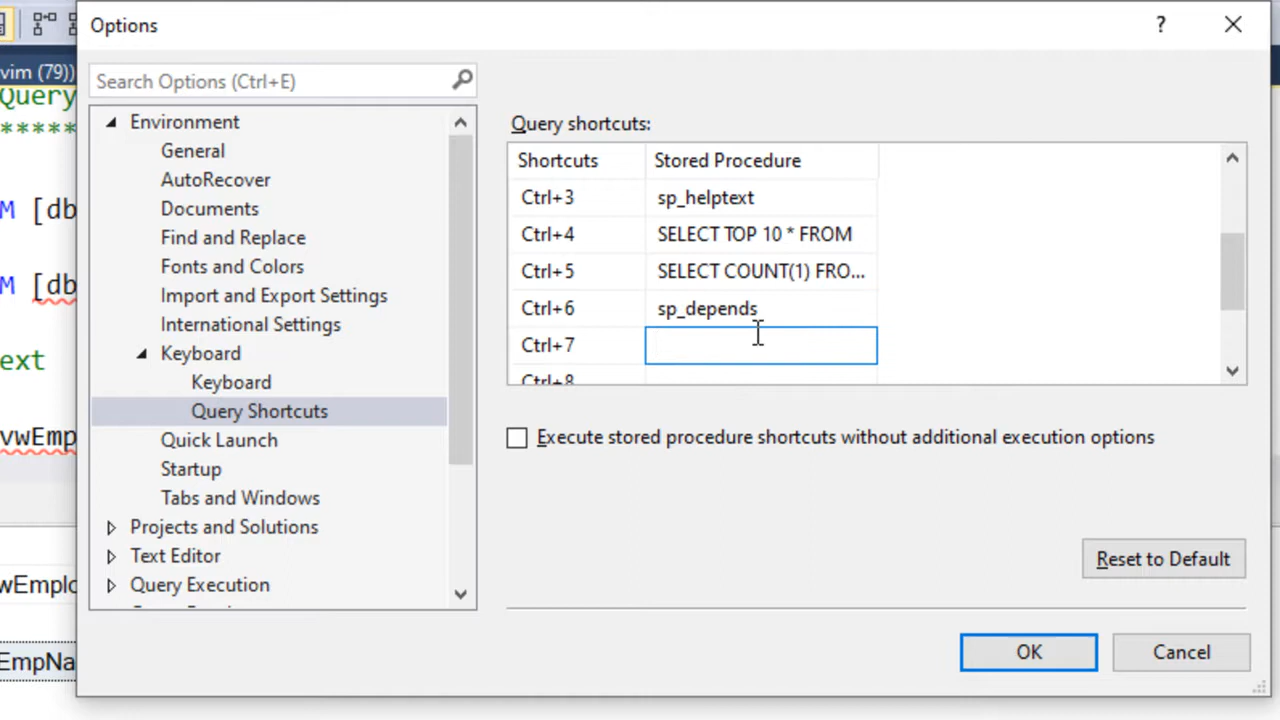 Options
?
vim (79))
Search Options (Ctrl+E)
Query
*****
M [db
M [db
ext
vwEmp
wEmplo
EmpNa
Environment
General
AutoRecover
Documents
Find and Replace
Fonts and Colors
Import and Export Settings
International Settings
Keyboard
Keyboard
Query Shortcuts
Quick Launch
Startup
Tabs and Windows
Projects and Solutions
Text Editor
Query Execution
Query shortcuts:
Shortcuts Stored Procedure
Ctrl+3 sp_helptext
Ctrl+4 SELECT TOP 10 * FROM
Ctrl+5 SELECT COUNT(1) FRO...
Ctrl+6 sp_depends
Ctrl+7
Ctrl+8
Execute stored procedure shortcuts without additional execution options
Reset to Default
OK Cancel